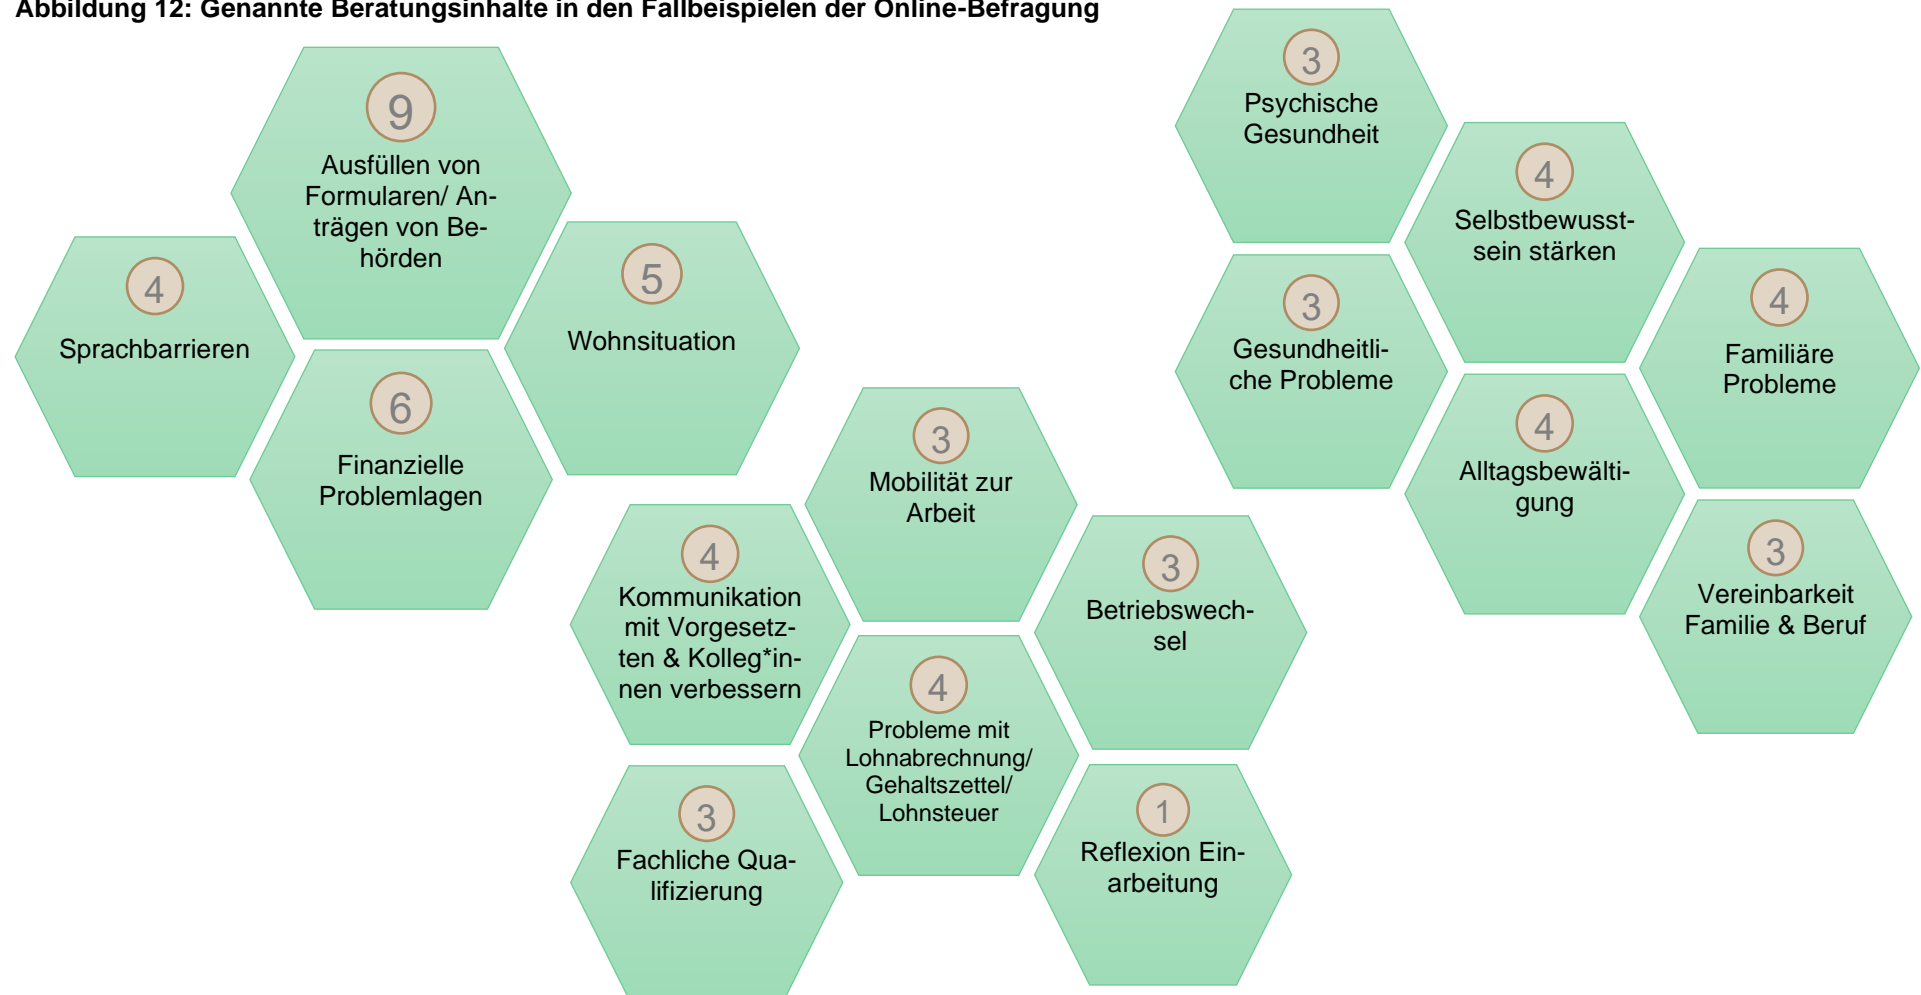 Abbildung 12: Genannte Beratungsinhalte in den Fallbeispielen der Online-Befragung
9
Ausfüllen von
Formularen/ An-
trägen von Be-
hörden
4
Sprachbarrieren
5
Wohnsituation
6
Finanzielle
Problemlagen
3
Mobilität zur
Arbeit
4
Kommunikation
mit Vorgesetz-
ten & Kolleg*in-
nen verbessern
3
Betriebswech-
sel
4
Probleme mit
Lohnabrechnung/
Gehaltszettel/
Lohnsteuer
3
Fachliche Qua-
lifizierung
1
Reflexion Ein-
arbeitung
3
Psychische
Gesundheit
4
Selbstbewusst-
sein stärken
3
Gesundheitli-
che Probleme
4
Familiäre
Probleme
4
Alltagsbewälti-
gung
3
Vereinbarkeit
Familie & Beruf